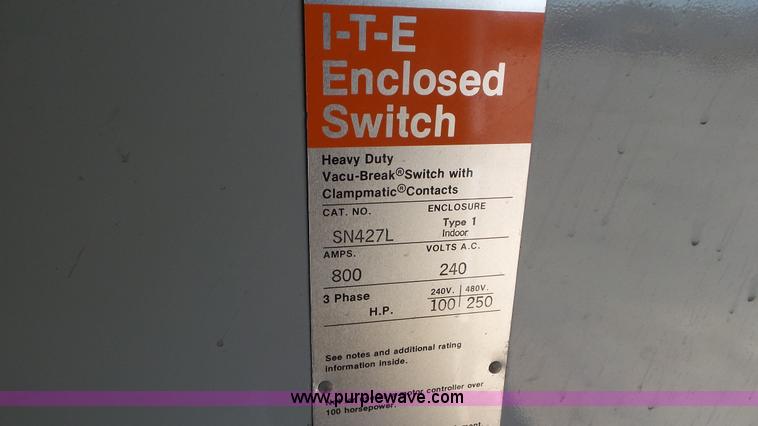 I-T-E
Enclosed
Switch
Heavy Duty
Vacu-Break® Switch with
Clampmatic® Contacts
CAT. NO. ENCLOSURE
SN427L Type 1
Indoor
AMPS. VOLTS A.C.
800 240
3 Phase 240V. 480V.
H.P. 100 250
See notes and additional rating
information inside.
motor controller over
www.purplewave.com
100 horsepower.